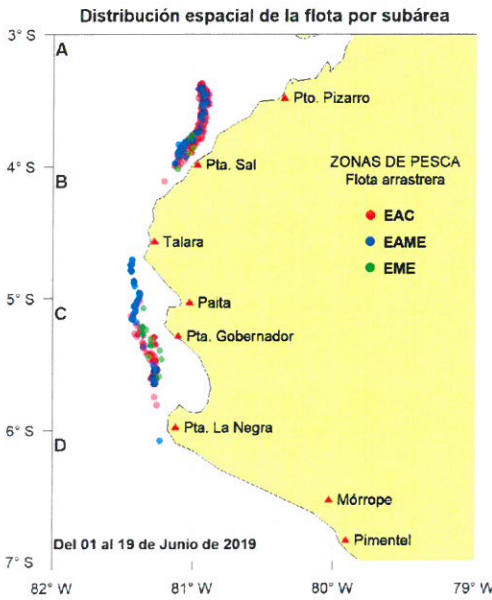 Distribución espacial de la flota por subárea
3° S
A
Pto. Pizarro
4° S
Pta. Sal
ZONAS DE PESCA
Flota arrastrera
B
EAC
Talara
EAME
EME
5° S
C
Paita
Pta. Gobernador
6° S
D
Pta. La Negra
Mórrope
Pimentel
Del 01 al 19 de Junio de 2019
7° S
82° W
81° W
80° W
79° W